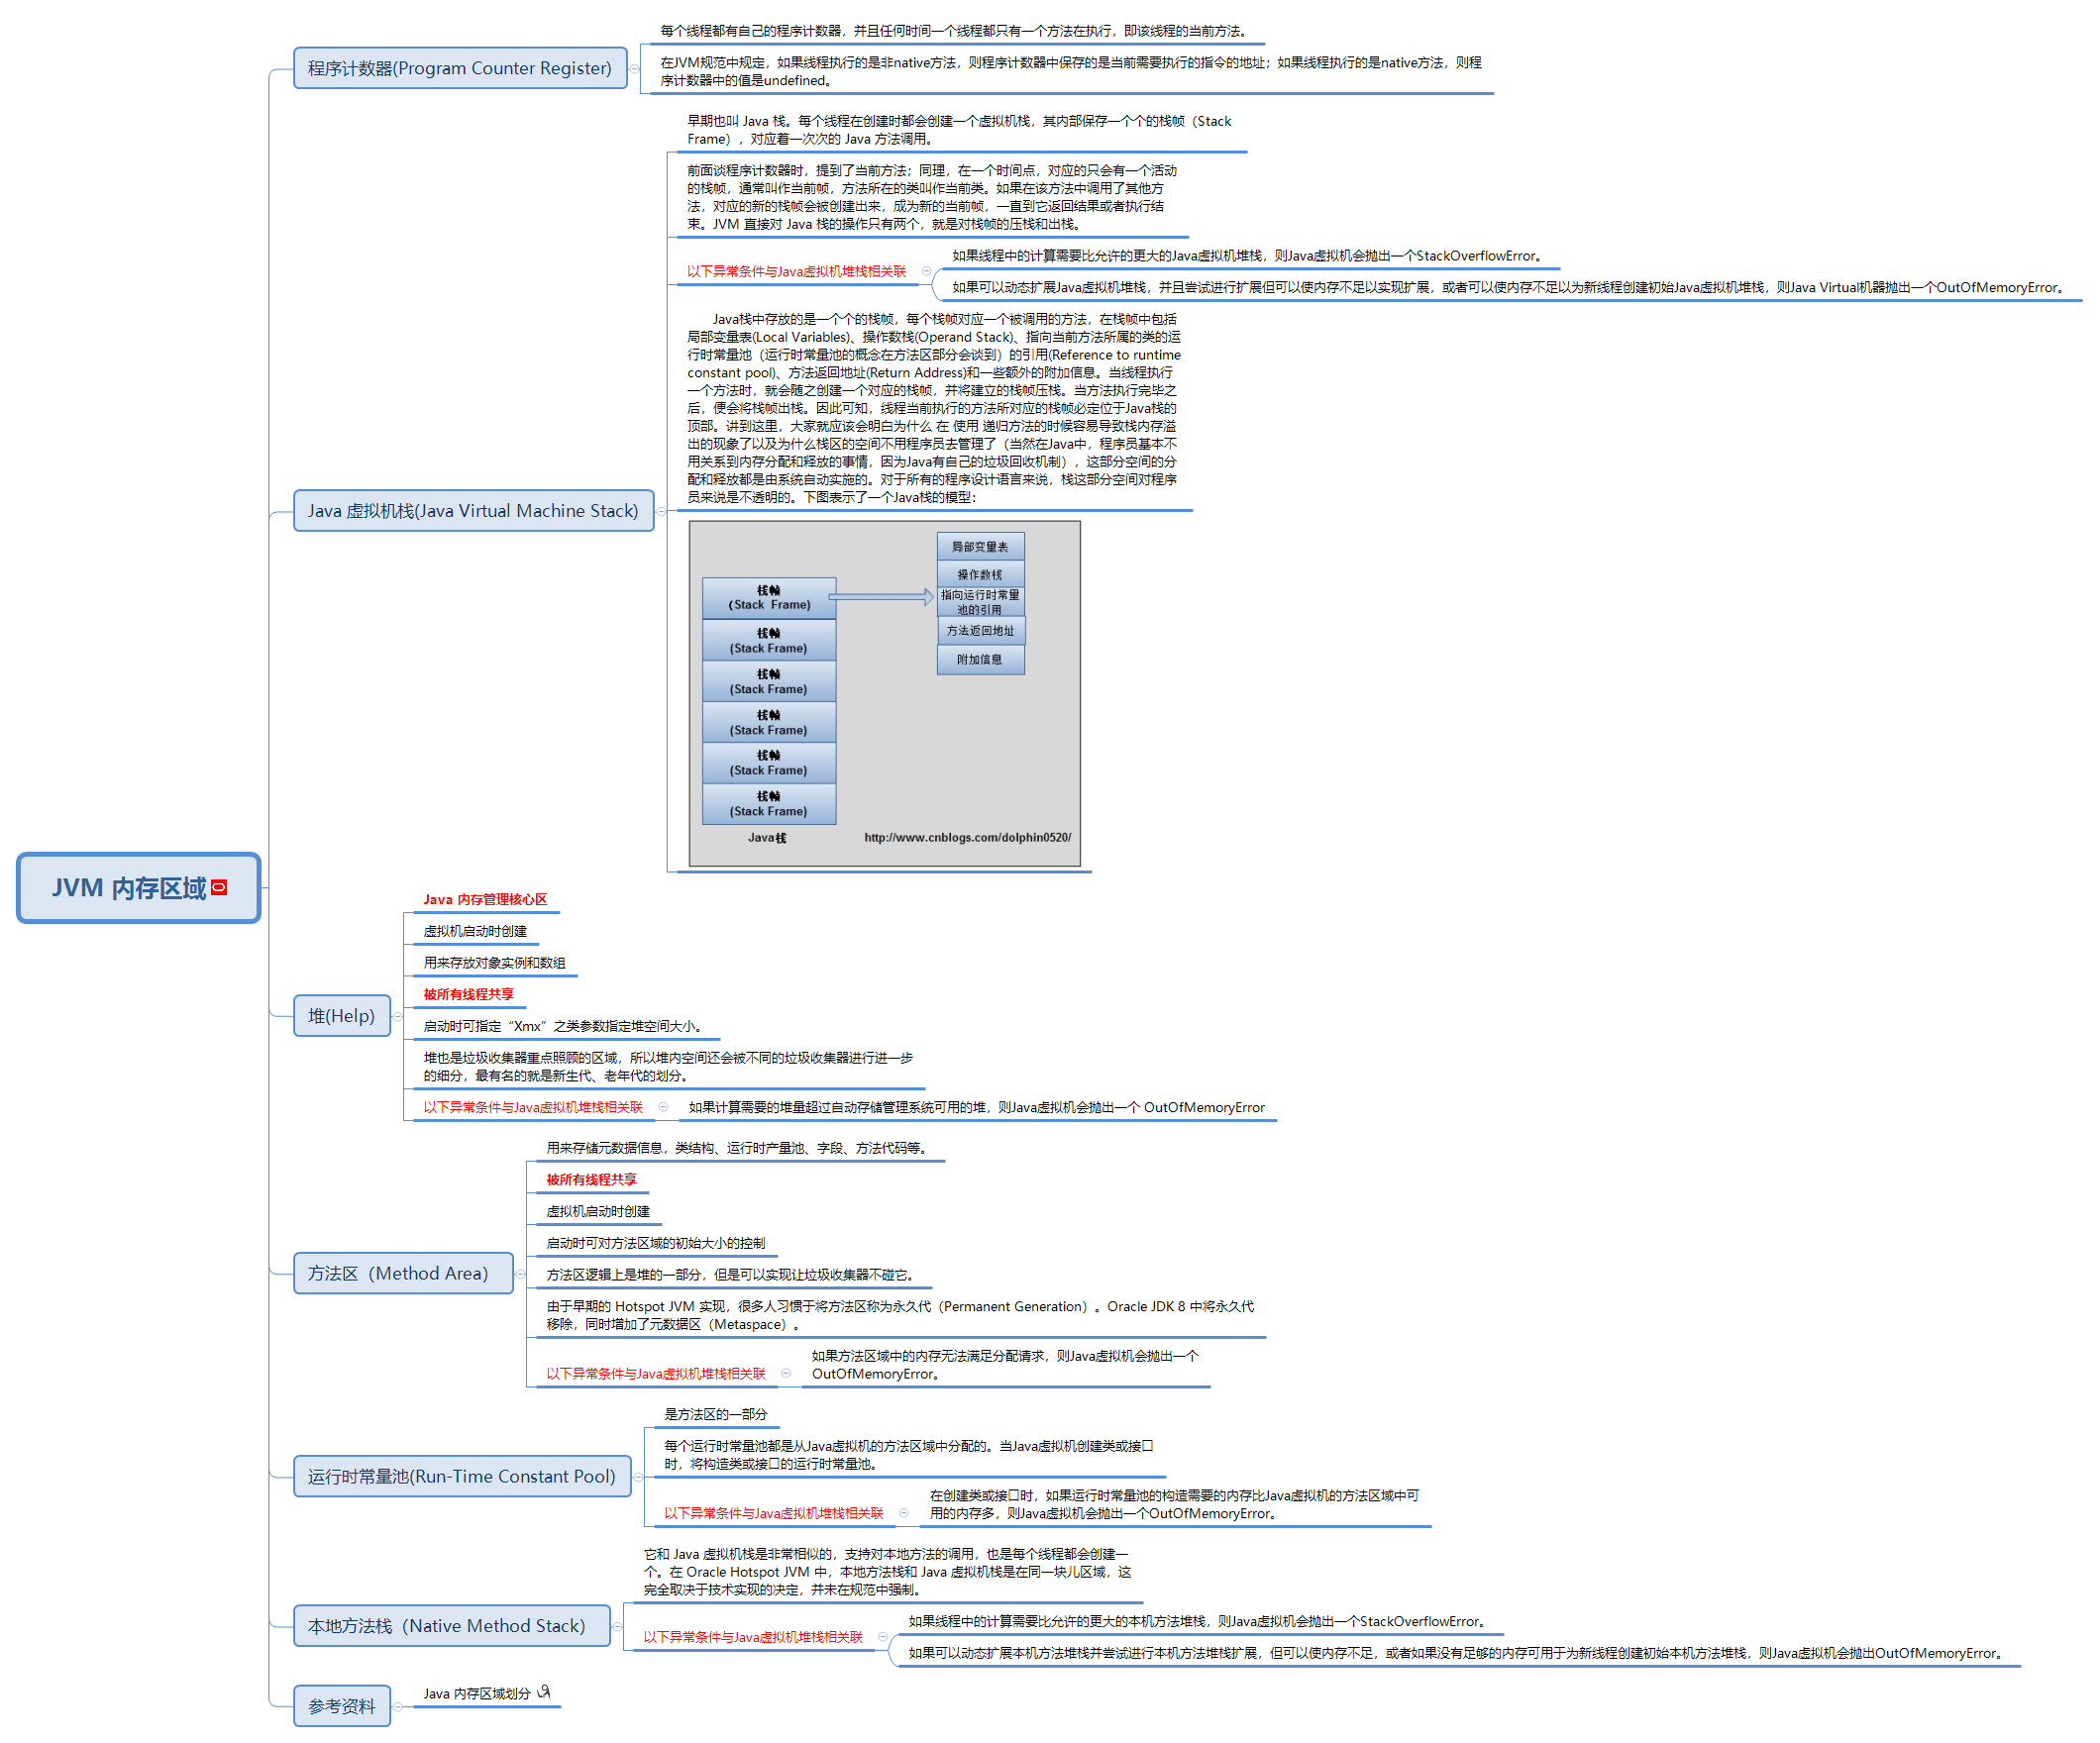 JVM 内存区域
程序计数器(Program Counter Register)
每个线程都有自己的程序计数器，并且任何时间一个线程都只有一个方法在执行，即该线程的当前方法。
在JVM规范中规定，如果线程执行的是非native方法，则程序计数器中保存的是当前需要执行的指令的地址；如果线程执行的是native方法，则程
序计数器中的值是undefined。
Java 虚拟机栈(Java Virtual Machine Stack)
早期也叫 Java 栈。每个线程在创建时都会创建一个虚拟机栈，其内部保存一个个的栈帧（Stack
Frame），对应着一次次的 Java 方法调用。
前面谈程序计数器时，提到了当前方法；同理，在一个时间点，对应的只会有一个活动
的栈帧，通常叫作当前帧，方法所在的类叫作当前类。如果在该方法中调用了其他方
法，对应的新的栈帧会被创建出来，成为新的当前帧，一直到它返回结果或者执行结
束。JVM 直接对 Java 栈的操作只有两个，就是对栈帧的压栈和出栈。
以下异常条件与Java虚拟机堆栈相关联
如果线程中的计算需要比允许的更大的Java虚拟机堆栈，则Java虚拟机会抛出一个StackOverflowError。
如果可以动态扩展Java虚拟机堆栈，并且尝试进行扩展但可以使内存不足以实现扩展，或者可以使内存不足以为新线程创建初始Java虚拟机堆栈，则Java Virtual机器抛出一个OutOfMemoryError。
Java栈中存放的是一个个的栈帧，每个栈帧对应一个被调用的方法，在栈帧中包括
局部变量表(Local Variables)、操作数栈(Operand Stack)、指向当前方法所属的类的运
行时常量池（运行时常量池的概念在方法区部分会谈到）的引用(Reference to runtime
constant pool)、方法返回地址(Return Address)和一些额外的附加信息。当线程执行
一个方法时，就会随之创建一个对应的栈帧，并将建立的栈帧压栈。当方法执行完毕之
后，便会将栈帧出栈。因此可知，线程当前执行的方法所对应的栈帧必定位于Java栈的
顶部。讲到这里，大家就应该会明白为什么 在 使用 递归方法的时候容易导致栈内存溢
出的现象了以及为什么栈区的空间不用程序员去管理了（当然在Java中，程序员基本不
用关系到内存分配和释放的事情，因为Java有自己的垃圾回收机制），这部分空间的分
配和释放都是由系统自动实施的。对于所有的程序设计语言来说，栈这部分空间对程序
员来说是不透明的。下图表示了一个Java栈的模型：
栈帧
(Stack Frame)
栈帧
(Stack Frame)
栈帧
(Stack Frame)
栈帧
(Stack Frame)
栈帧
(Stack Frame)
栈帧
(Stack Frame)
Java栈
局部变量表
操作数栈
指向运行时常量
池的引用
方法返回地址
附加信息
http://www.cnblogs.com/dolphin0520/
堆(Help)
Java 内存管理核心区
虚拟机启动时创建
用来存放对象实例和数组
被所有线程共享
启动时可指定“Xmx”之类参数指定堆空间大小。
堆也是垃圾收集器重点照顾的区域，所以堆内空间还会被不同的垃圾收集器进行进一步
的细分，最有名的就是新生代、老年代的划分。
以下异常条件与Java虚拟机堆栈相关联
如果计算需要的堆量超过自动存储管理系统可用的堆，则Java虚拟机会抛出一个 OutOfMemoryError
方法区（Method Area）
用来存储元数据信息，类结构、运行时产量池、字段、方法代码等。
被所有线程共享
虚拟机启动时创建
启动时可对方法区域的初始大小的控制
方法区逻辑上是堆的一部分，但是可以实现让垃圾收集器不碰它。
由于早期的 Hotspot JVM 实现，很多人习惯于将方法区称为永久代（Permanent Generation）。Oracle JDK 8 中将永久代
移除，同时增加了元数据区（Metaspace）。
以下异常条件与Java虚拟机堆栈相关联
如果方法区域中的内存无法满足分配请求，则Java虚拟机会抛出一个
OutOfMemoryError。
运行时常量池(Run-Time Constant Pool)
是方法区的一部分
每个运行时常量池都是从Java虚拟机的方法区域中分配的。当Java虚拟机创建类或接口
时，将构造类或接口的运行时常量池。
以下异常条件与Java虚拟机堆栈相关联
在创建类或接口时，如果运行时常量池的构造需要的内存比Java虚拟机的方法区域中可
用的内存多，则Java虚拟机会抛出一个OutOfMemoryError。
本地方法栈（Native Method Stack）
它和 Java 虚拟机栈是非常相似的，支持对本地方法的调用，也是每个线程都会创建一
个。在 Oracle Hotspot JVM 中，本地方法栈和 Java 虚拟机栈是在同一块儿区域，这
完全取决于技术实现的决定，并未在规范中强制。
以下异常条件与Java虚拟机堆栈相关联
如果线程中的计算需要比允许的更大的本机方法堆栈，则Java虚拟机会抛出一个StackOverflowError。
如果可以动态扩展本机方法堆栈并尝试进行本机方法堆栈扩展，但可以使内存不足，或者如果没有足够的内存可用于为新线程创建初始本机方法堆栈，则Java虚拟机会抛出OutOfMemoryError。
参考资料
Java 内存区域划分